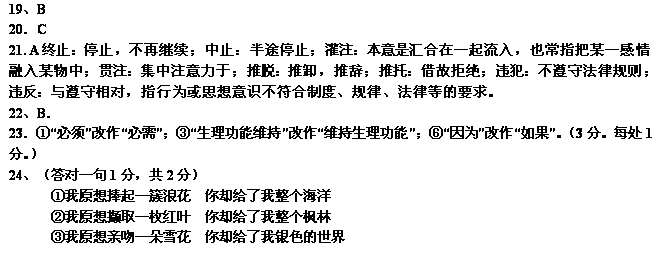 19、B
20．C
21. A 终止：停止，不再继续；中止：半途停止；灌注：本意是汇合在一起流入，也常指把某一感情
融入某物中；贯注：集中注意力于；推脱：推卸，推辞；推托：借故拒绝；违犯：不遵守法律规则；
违反：与遵守相对，指行为或思想意识不符合制度、规律、法律等的要求。
22、B．
23．①“必须”改作“必需”；③“生理功能维持”改作“维持生理功能”；⑥“因为”改作“如果”。（3 分。每处 1
分。）
24、（答对一句 1 分，共 2 分）
①我原想捧起一簇浪花 你却给了我整个海洋
②我原想撷取一枚红叶 你却给了我整个枫林
③我原想亲吻一朵雪花 你却给了我银色的世界